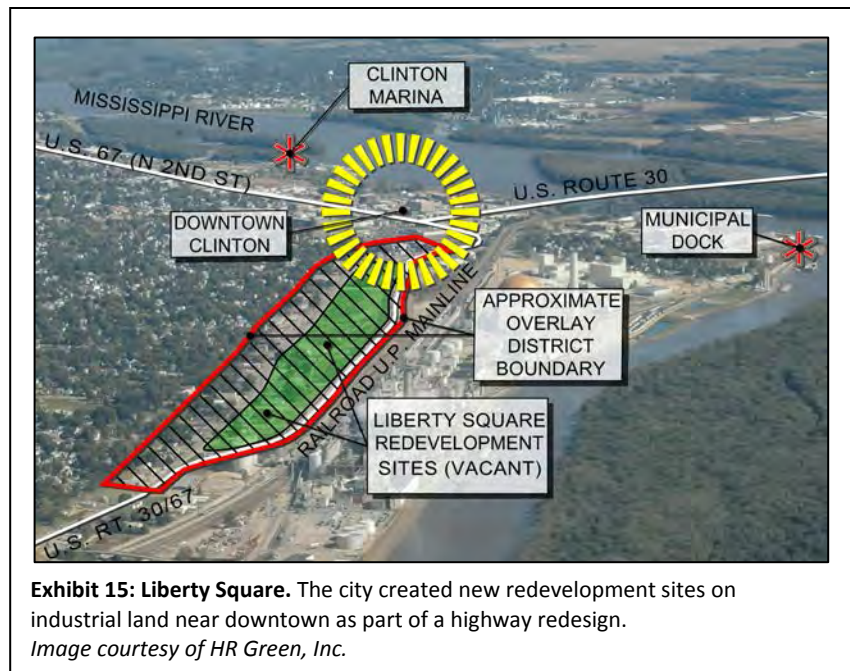 CLINTON
MARINA
MISSISSIPPI RIVER
U.S. 67 (N 2ND ST)
U.S. ROUTE 30
DOWNTOWN
CLINTON
MUNICIPAL
DOCK
APPROXIMATE
OVERLAY
DISTRICT
BOUNDARY
RAILROAD U.P. MAINLINE
LIBERTY SQUARE
REDEVELOPMENT
SITES (VACANT)
U.S. RT. 30/67
Exhibit 15: Liberty Square. The city created new redevelopment sites on
industrial land near downtown as part of a highway redesign.
Image courtesy of HR Green, Inc.